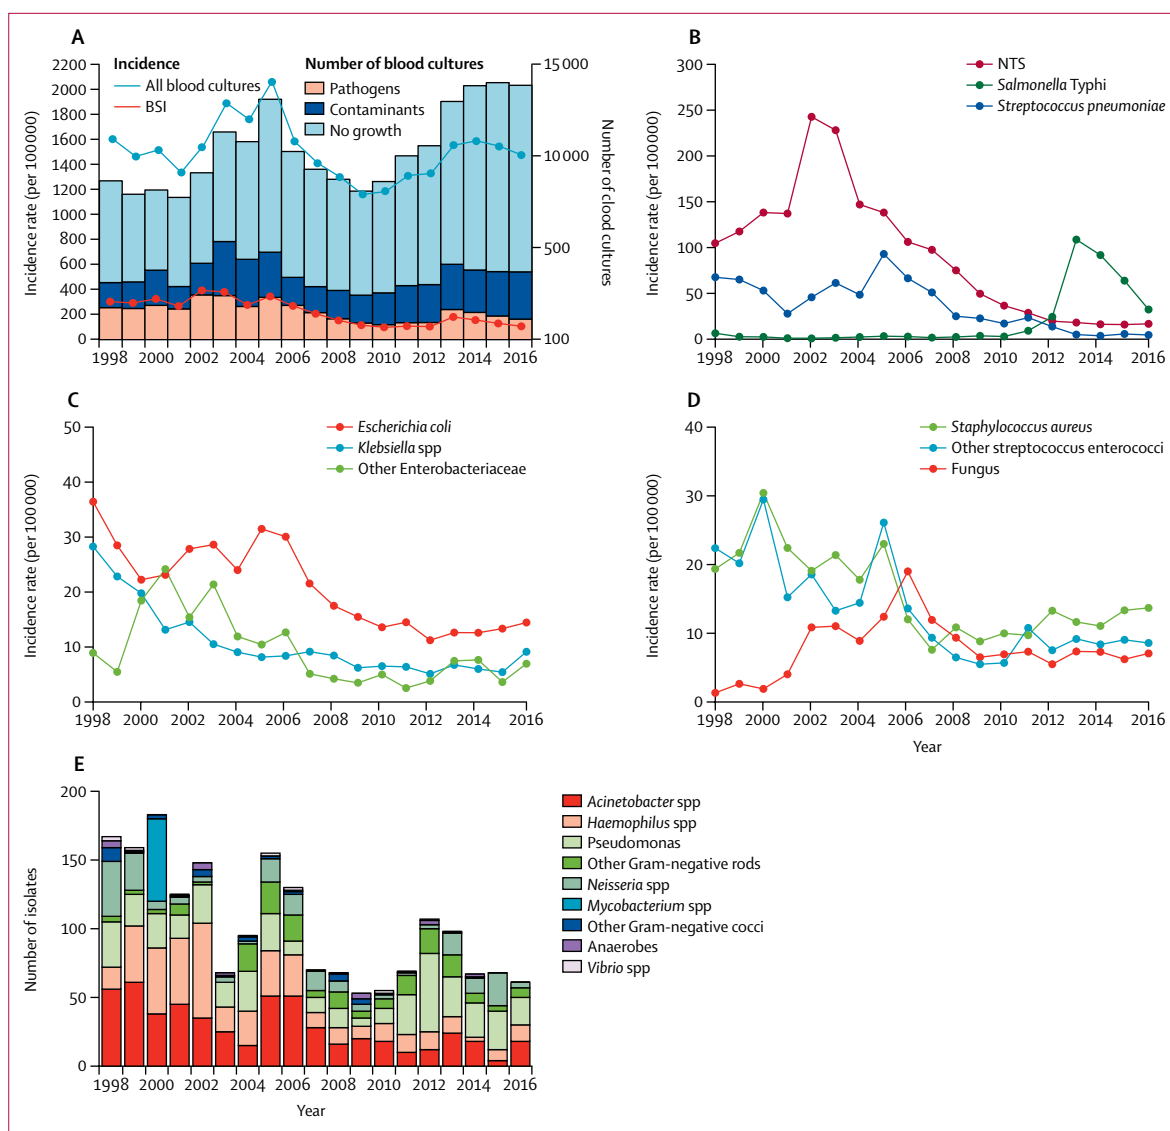 A
Incidence
All blood cultures
BSI
Number of blood cultures
Pathogens
Contaminants
No growth
Incidence rate (per 100 000)
2200
2000
1800
1600
1400
1200
1000
800
600
400
200
0
15 000
10 000
500
100
Number of clood cultures
1998 2000 2002 2004 2006 2008 2010 2012 2014 2016
B
NTS
Salmonella Typhi
Streptococcus pneumoniae
Incidence rate (per 100 000)
300
250
200
150
100
50
0
1998 2000 2002 2004 2006 2008 2010 2012 2014 2016
C
Escherichia coli
Klebsiella spp
Other Enterobacteriaceae
Incidence rate (per 100 000)
50
40
30
20
10
0
1998 2000 2002 2004 2006 2008 2010 2012 2014 2016
D
Staphylococcus aureus
Other streptococcus enterococci
Fungus
Incidence rate (per 100 000)
40
30
20
10
0
1998 2000 2002 2004 2006 2008 2010 2012 2014 2016
Year
E
Number of isolates
200
150
100
50
0
1998 2000 2002 2004 2006 2008 2010 2012 2014 2016
Year
Acinetobacter spp
Haemophilus spp
Pseudomonas
Other Gram-negative rods
Neisseria spp
Mycobacterium spp
Other Gram-negative cocci
Anaerobes
Vibrio spp